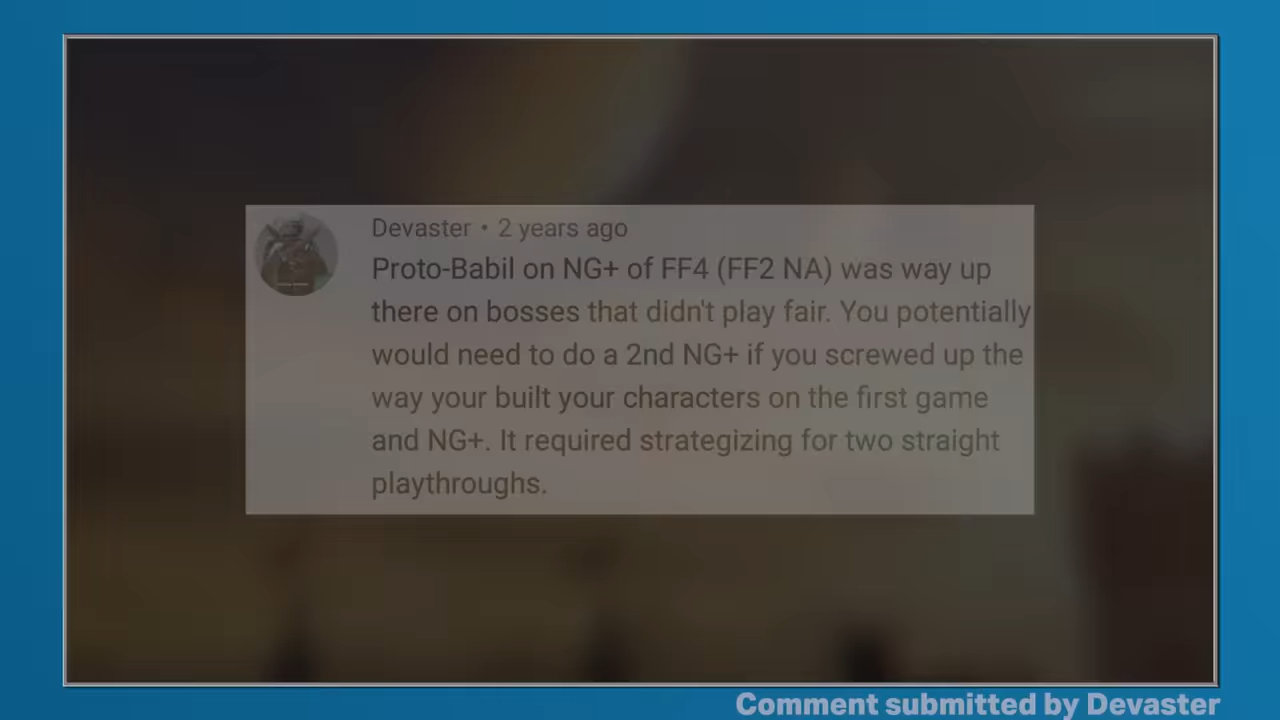 Devaster • 2 years ago
Proto-Babil on NG+ of FF4 (FF2 NA) was way up
there on bosses that didn't play fair. You potentially
would need to do a 2nd NG+ if you screwed up the
way your built your characters on the first game
and NG+. It required strategizing for two straight
playthroughs.
Comment submitted by Devaster